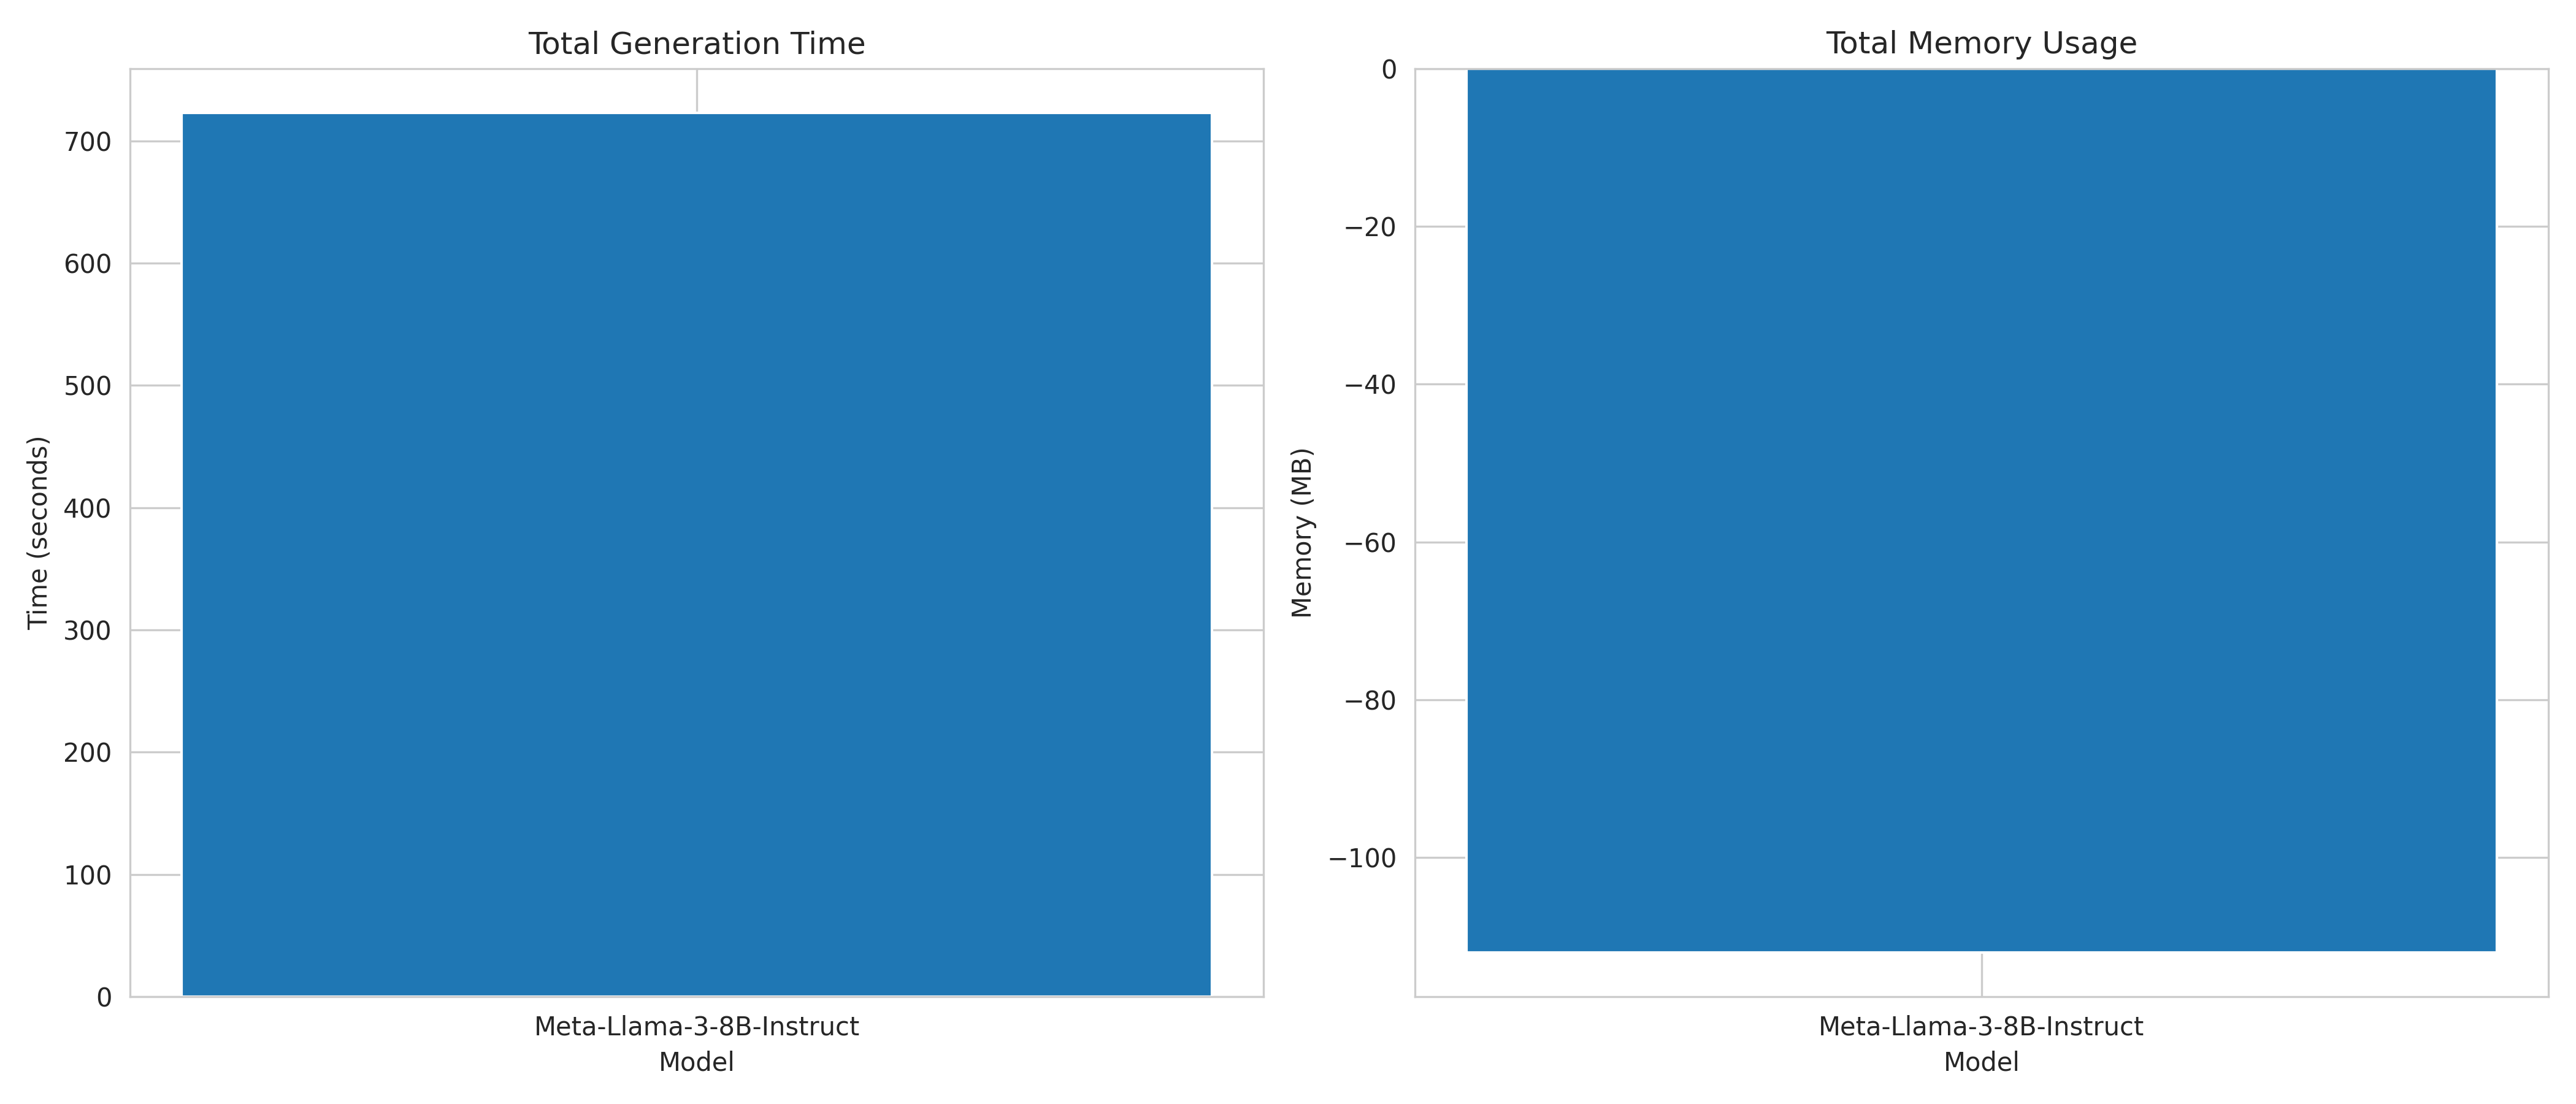 Total Generation Time
700
600
500
400
300
200
100
0
Time (seconds)
Meta-Llama-3-8B-Instruct
Model
Total Memory Usage
0
−20
−40
−60
−80
−100
Memory (MB)
Meta-Llama-3-8B-Instruct
Model